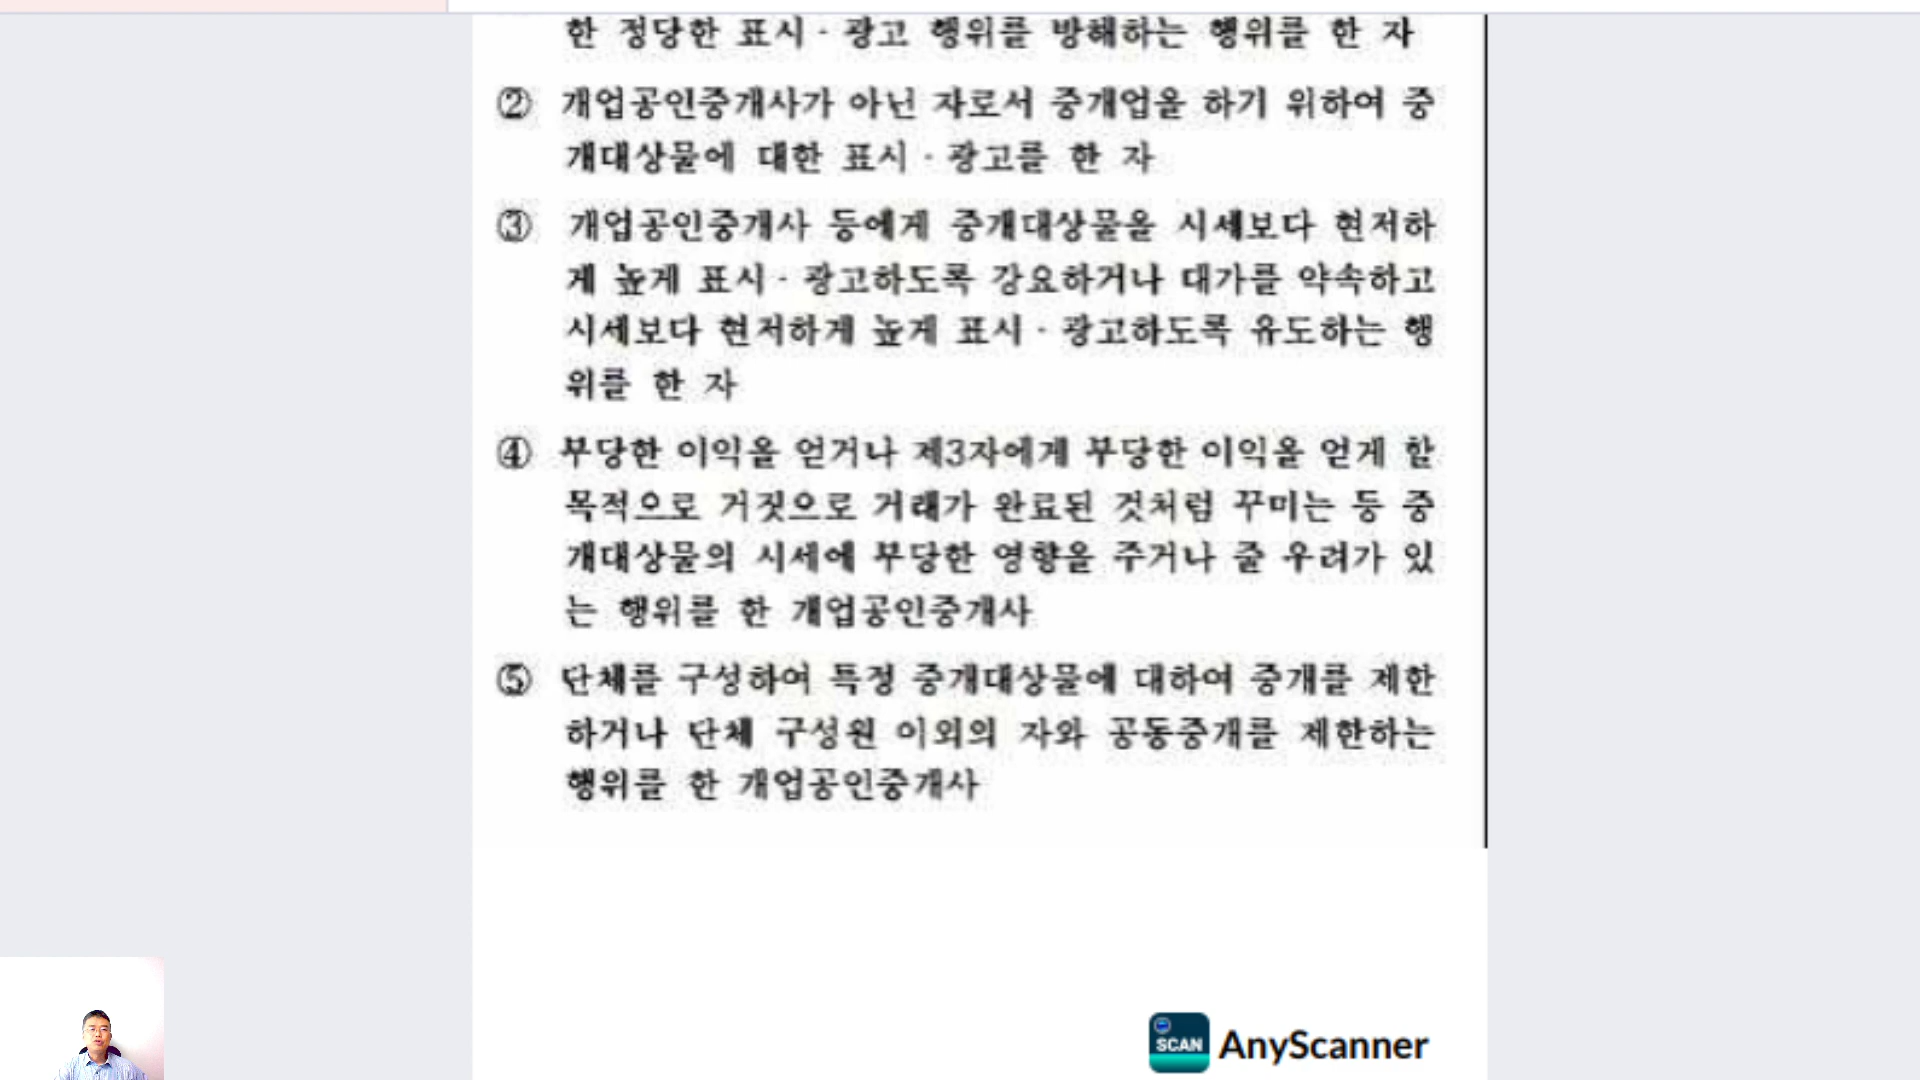 한 정당한 표시 · 광고 행위를 방해하는 행위를 한 자
② 개업공인중개사가 아닌 자로서 중개업을 하기 위하여 중
개대상물에 대한 표시 · 광고를 한 자
③ 개업공인중개사 등에게 중개대상물을 시세보다 현저하
게 높게 표시 · 광고하도록 강요하거나 대가를 약속하고
시세보다 현저하게 높게 표시 · 광고하도록 유도하는 행
위를 한 자
④ 부당한 이익을 얻거나 제3자에게 부당한 이익을 얻게 할
목적으로 거짓으로 거래가 완료된 것처럼 꾸미는 등 중
개대상물의 시세에 부당한 영향을 주거나 줄 우려가 있
는 행위를 한 개업공인중개사
⑤ 단체를 구성하여 특정 중개대상물에 대하여 중개를 제한
하거나 단체 구성원 이외의 자와 공동중개를 제한하는
행위를 한 개업공인중개사
SCAN AnyScanner